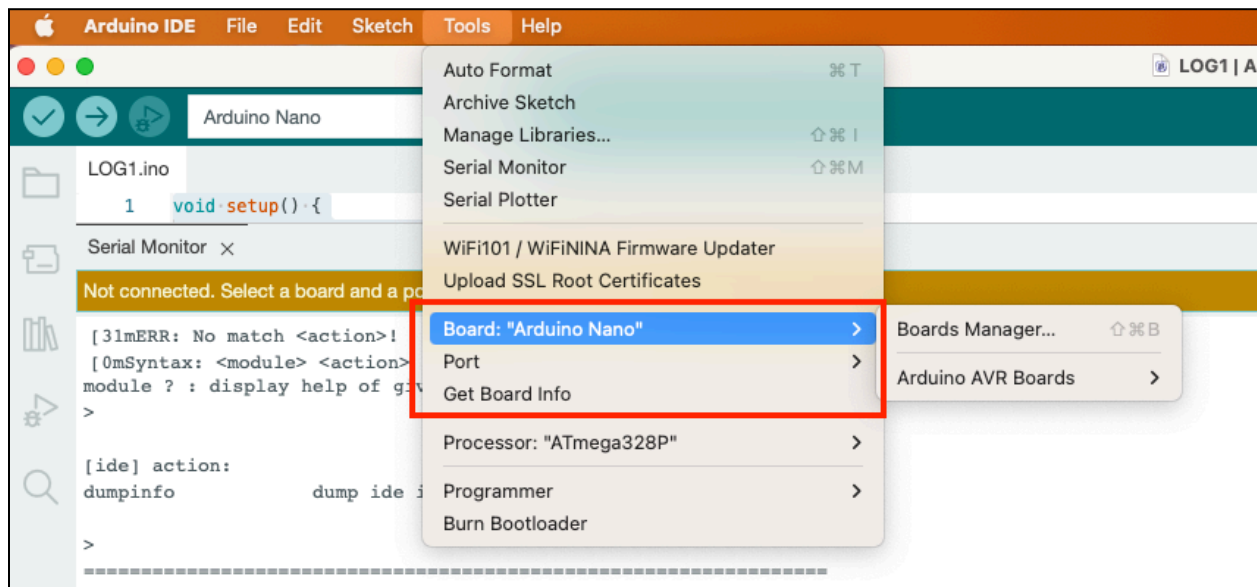 Arduino IDE File Edit Sketch Tools Help
LOG1 | A
Arduino Nano
LOG1.ino
1 void setup() {
Serial Monitor ×
Not connected. Select a board and a
[31mERR: No match <action>!
[0mSyntax: <module> <action>
module ? : display help of
>
[ide] action:
dumpinfo dump ide
>
================================================================
Auto Format ⌘ T
Archive Sketch
Manage Libraries... ⇧ ⌘ I
Serial Monitor ⇧ ⌘ M
Serial Plotter
WiFi101 / WiFiNINA Firmware Updater
Upload SSL Root Certificates
Board: "Arduino Nano" >
Port >
Get Board Info
Processor: "ATmega328P" >
Programmer >
Burn Bootloader
Boards Manager... ⇧ ⌘ B
Arduino AVR Boards >